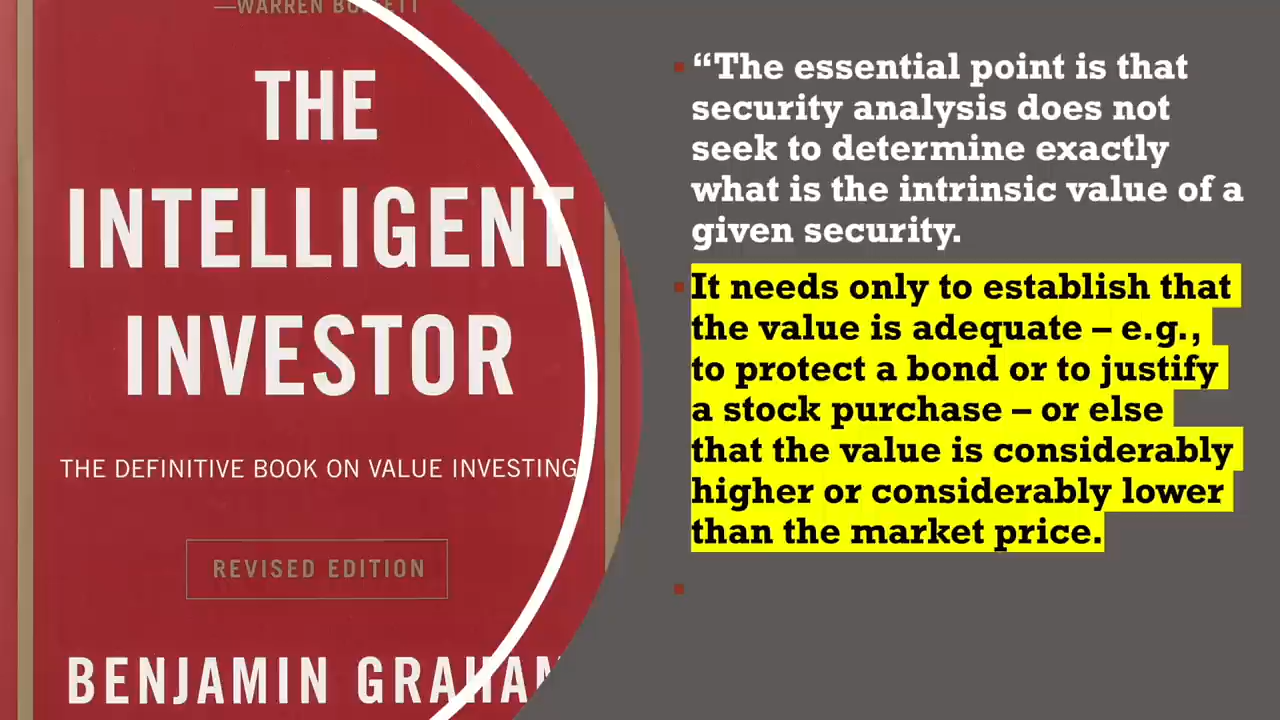 —WARREN BUFFETT
THE
INTELLIGENT
INVESTOR
THE DEFINITIVE BOOK ON VALUE INVESTING
REVISED EDITION
BENJAMIN GRAHAM
“The essential point is that
security analysis does not
seek to determine exactly
what is the intrinsic value of a
given security.
It needs only to establish that
the value is adequate – e.g.,
to protect a bond or to justify
a stock purchase – or else
that the value is considerably
higher or considerably lower
than the market price.